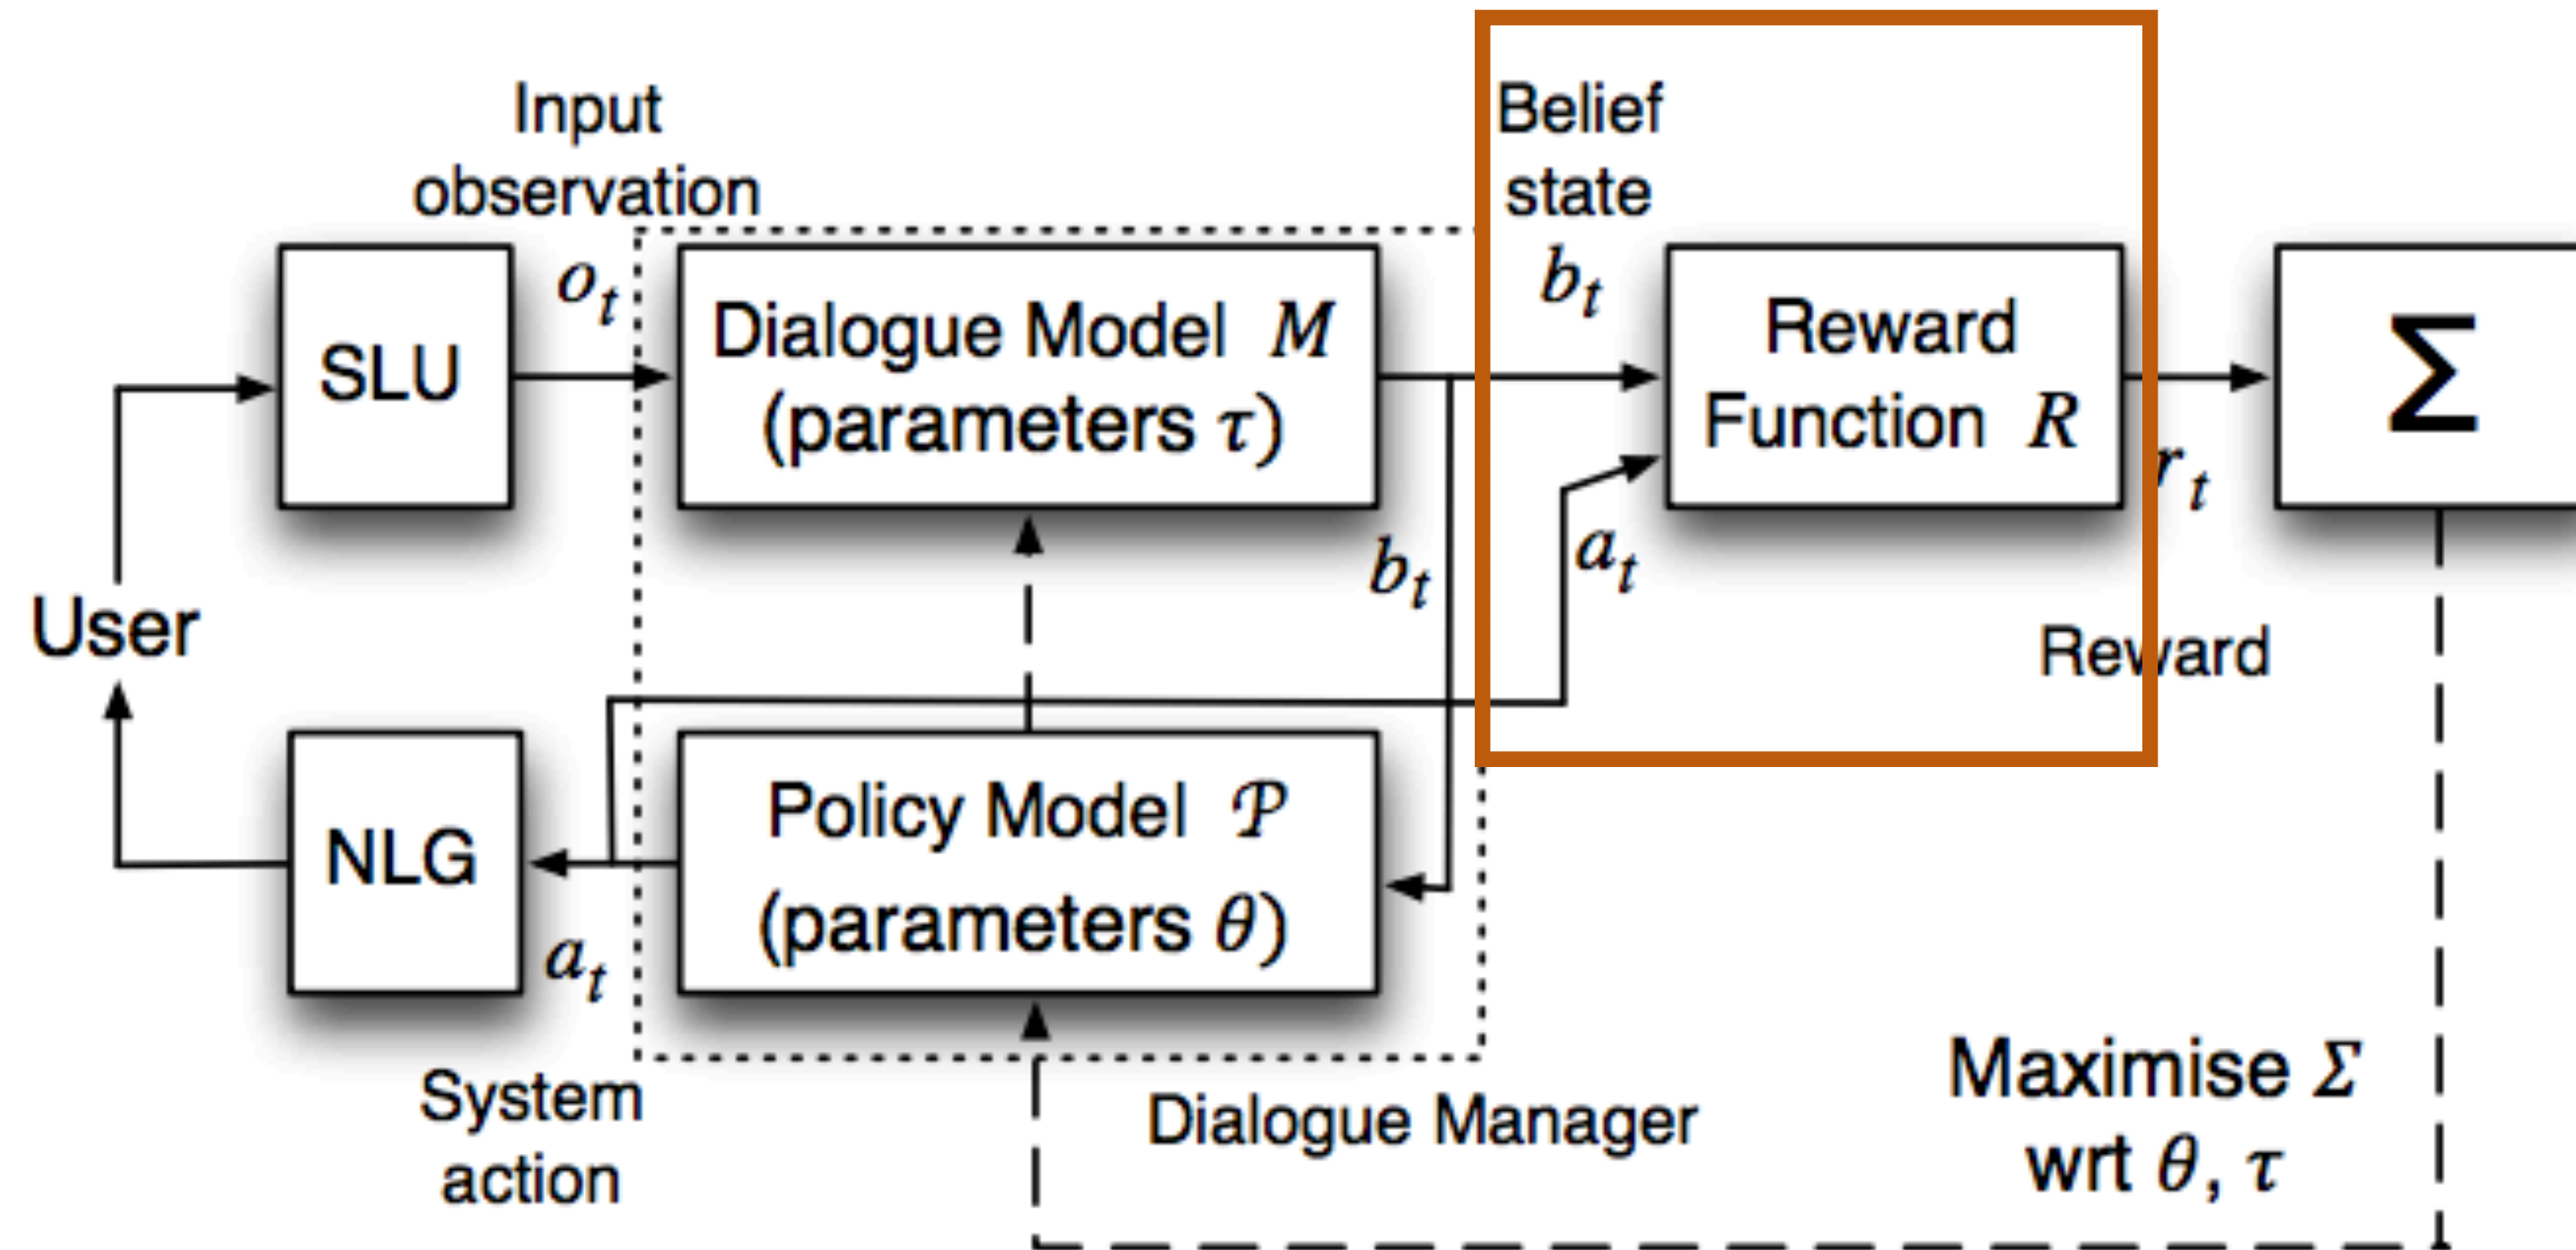 Input
observation
Belief
state
o_t
b_t
SLU
Dialogue Model M
(parameters τ)
Reward
Function R
Σ
r_t
b_t
a_t
User
Reward
NLG
Policy Model 𝒫
(parameters θ)
a_t
System
action
Dialogue Manager
Maximise Σ
wrt θ, τ